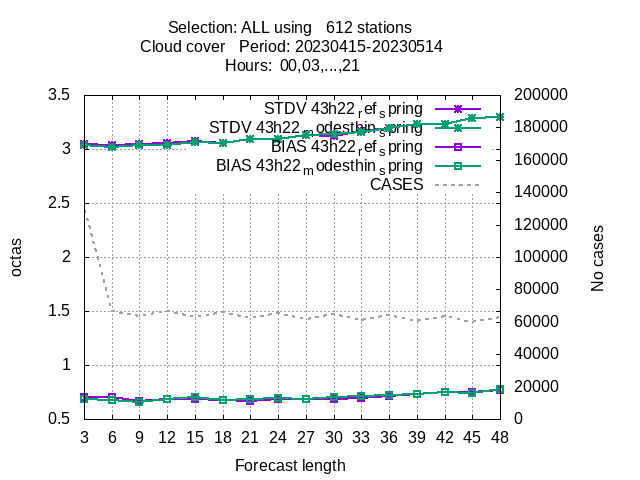 Selection: ALL using   612 stations
Cloud cover   Period: 20230415-20230514
Hours:  00,03,...,21
3.5
3
2.5
2
1.5
1
0.5
200000
180000
160000
140000
120000
100000
80000
60000
40000
20000
0
STDV 43h22_ref_spring
STDV 43h22_modesthin_spring
BIAS 43h22_ref_spring
BIAS 43h22_modesthin_spring
CASES
octas
No cases
3 6 9 12 15 18 21 24 27 30 33 36 39 42 45 48
Forecast length